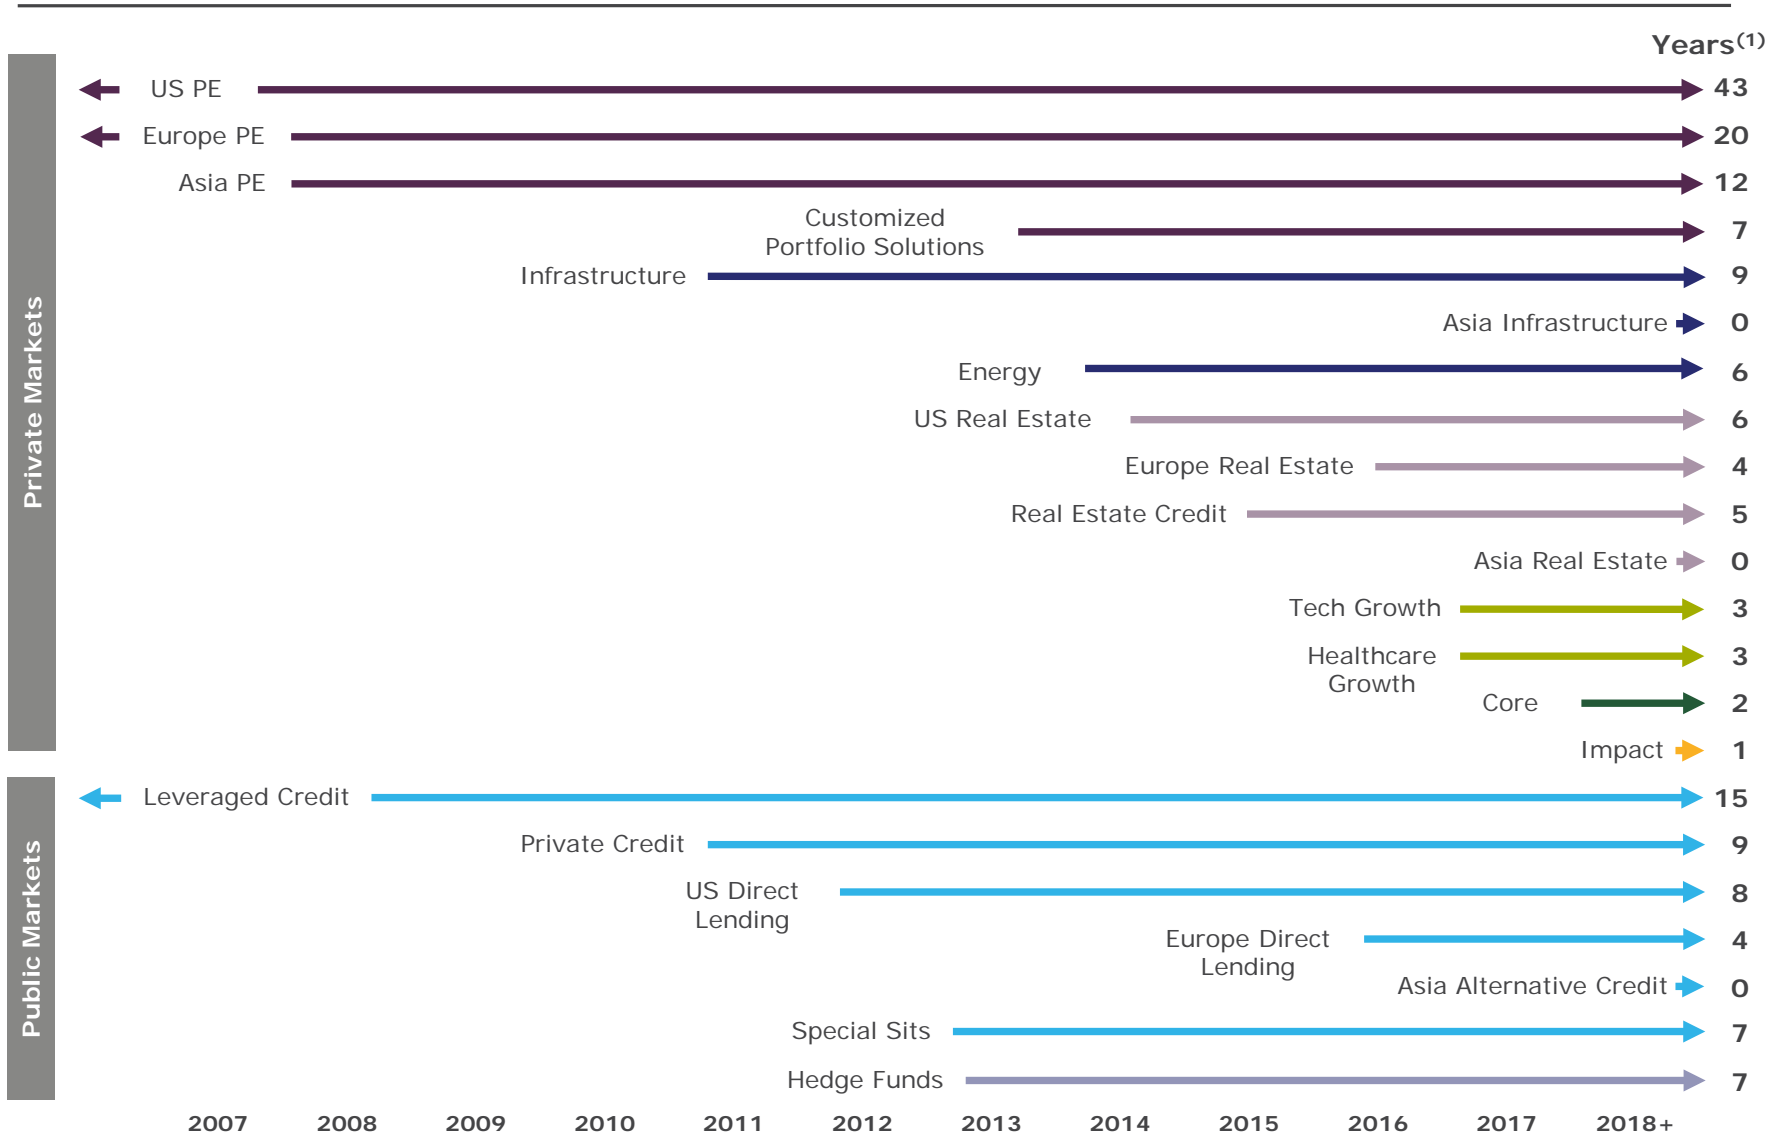 Years(1)
Private Markets
US PE 43
Europe PE 20
Asia PE 12
Customized
Portfolio Solutions 7
Infrastructure 9
Asia Infrastructure 0
Energy 6
US Real Estate 6
Europe Real Estate 4
Real Estate Credit 5
Asia Real Estate 0
Tech Growth 3
Healthcare 3
Growth
Core 2
Impact 1
Public Markets
Leveraged Credit 15
Private Credit 9
US Direct 8
Lending
Europe Direct 4
Lending
Asia Alternative Credit 0
Special Sits 7
Hedge Funds 7
2007 2008 2009 2010 2011 2012 2013 2014 2015 2016 2017 2018+